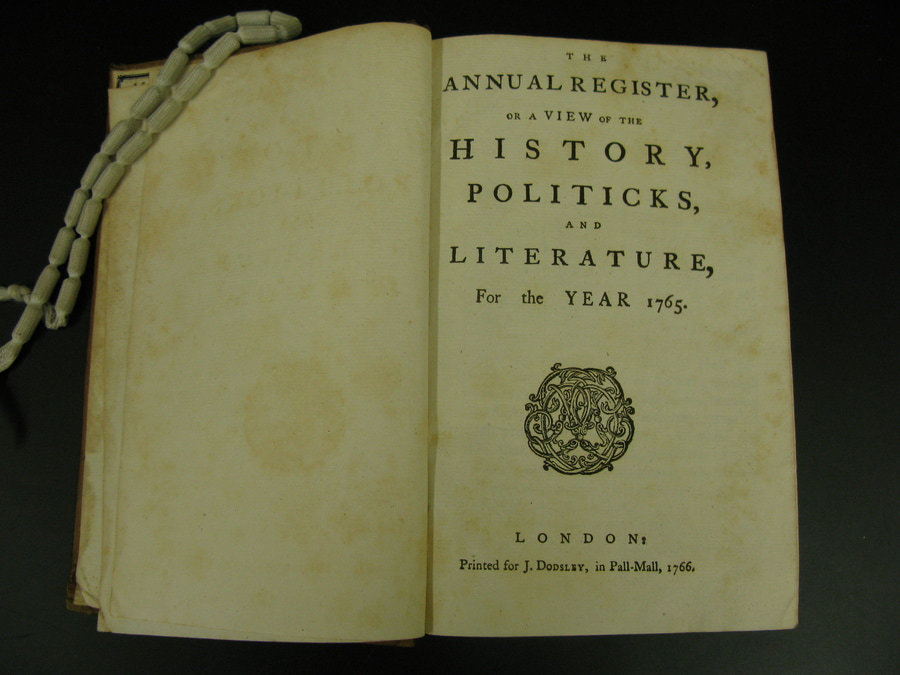 THE
ANNUAL REGISTER,
OR A VIEW OF THE
HISTORY,
POLITICKS,
AND
LITERATURE,
For the YEAR 1765.
LONDON:
Printed for J. DODSLEY, in Pall-Mall, 1766.